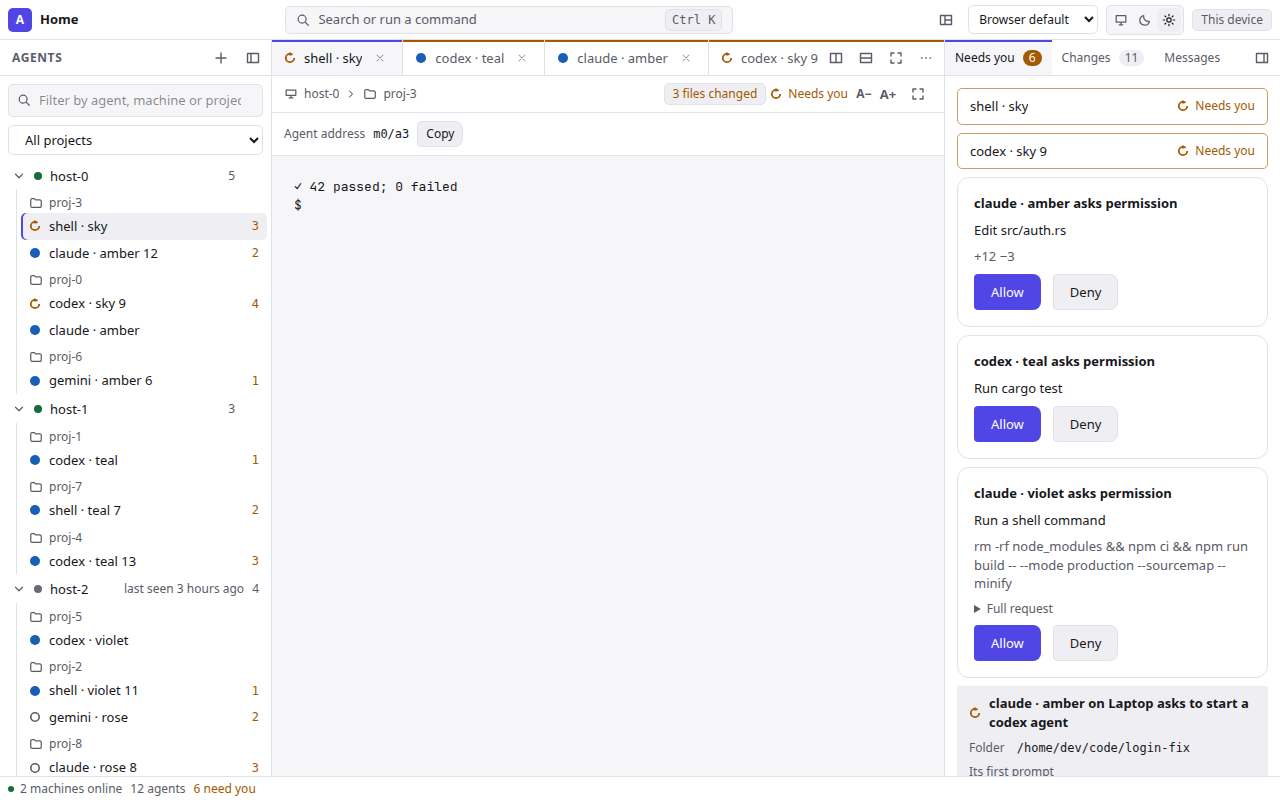 A Home
Search or run a command Ctrl K
Browser default
This device
AGENTS
Filter by agent, machine or projec
All projects
host-0 5
proj-3
shell · sky 3
claude · amber 12 2
proj-0
codex · sky 9 4
claude · amber
proj-6
gemini · amber 6 1
host-1 3
proj-1
codex · teal 1
proj-7
shell · teal 7 2
proj-4
codex · teal 13 3
host-2 last seen 3 hours ago 4
proj-5
codex · violet
proj-2
shell · violet 11 1
gemini · rose 2
proj-8
claude · rose 8 3
shell · sky
codex · teal
claude · amber
codex · sky 9
host-0 › proj-3
3 files changed
Needs you
A− A+
Agent address m0/a3 Copy
✓ 42 passed; 0 failed
$
Needs you 6
Changes 11
Messages
shell · sky Needs you
codex · sky 9 Needs you
claude · amber asks permission
Edit src/auth.rs
+12 −3
Allow Deny
codex · teal asks permission
Run cargo test
Allow Deny
claude · violet asks permission
Run a shell command
rm -rf node_modules && npm ci && npm run
build -- --mode production --sourcemap --
minify
Full request
Allow Deny
claude · amber on Laptop asks to start a
codex agent
Folder /home/dev/code/login-fix
Its first prompt
2 machines online 12 agents 6 need you